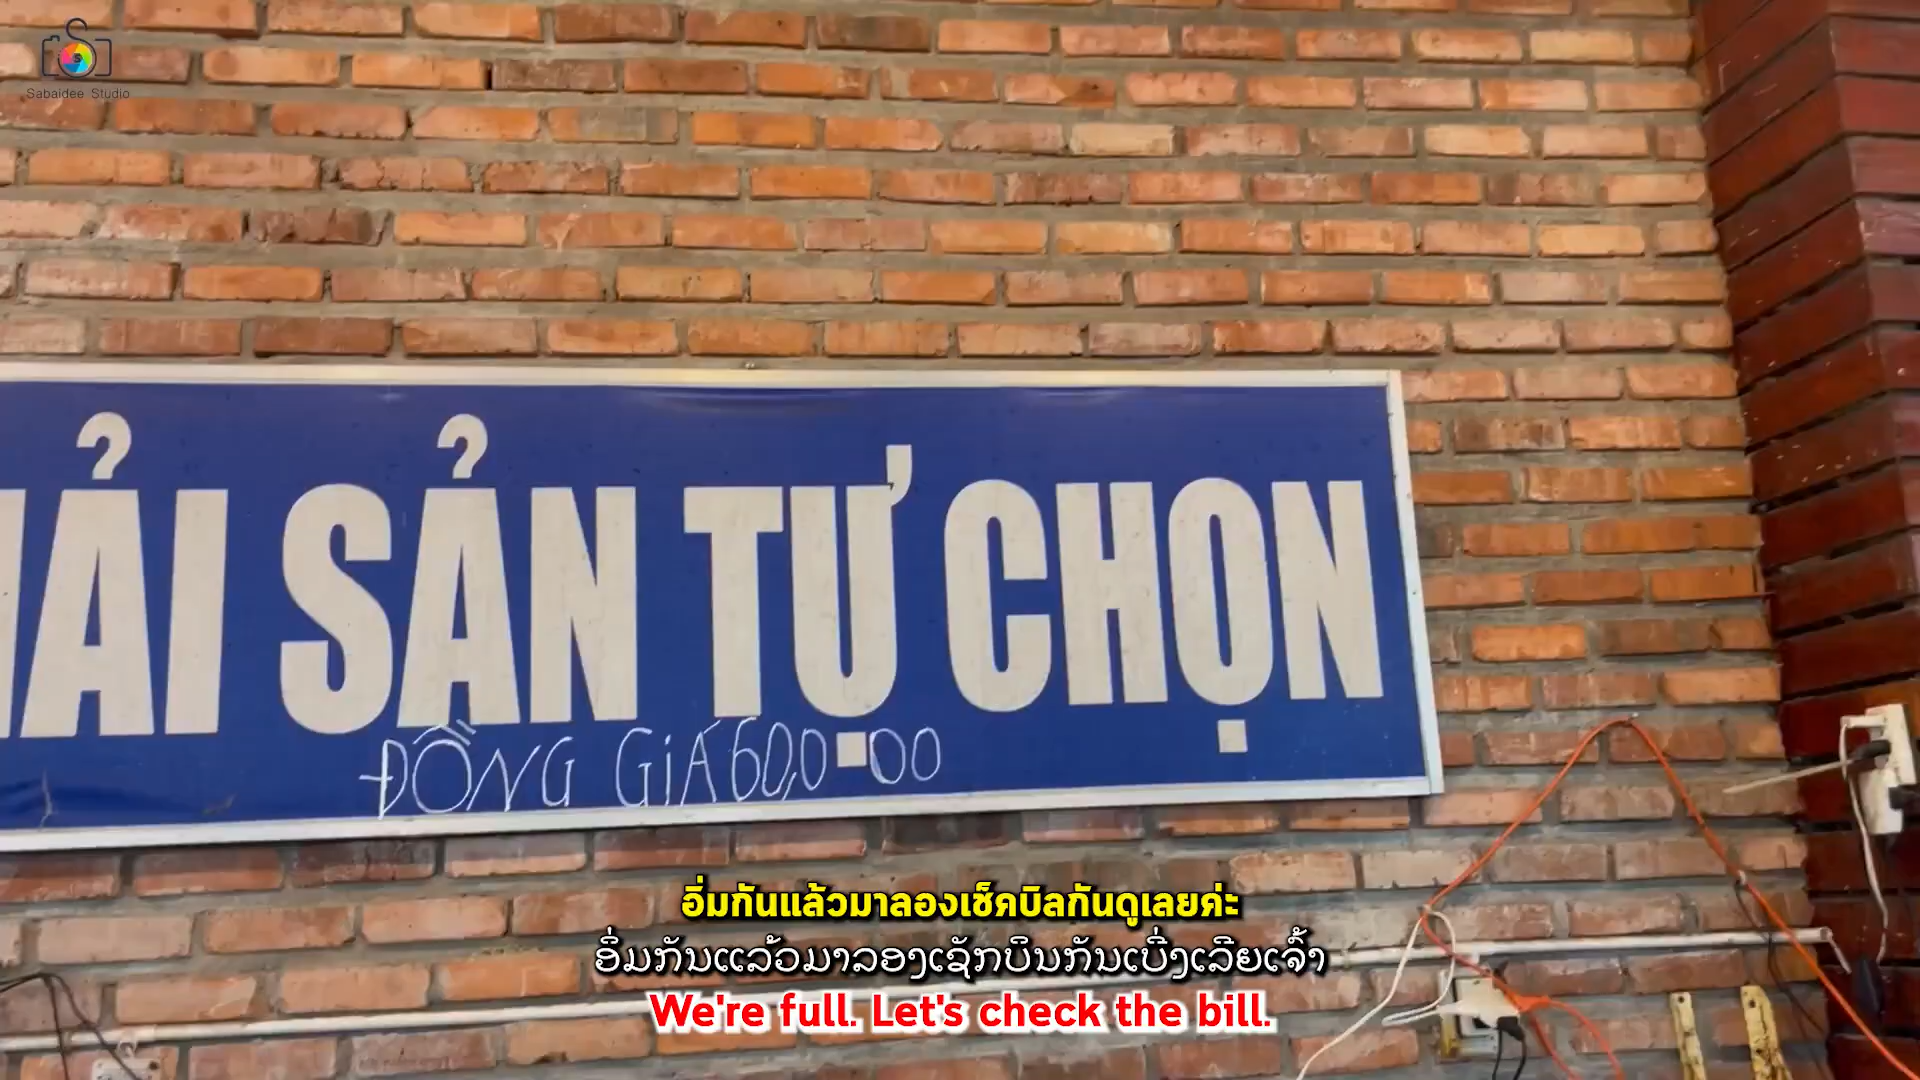 Sabaidee Studio
HẢI SẢN TỰ CHỌN
ĐỒNG GIÁ 60,000
อิ่มกันแล้วมาลองเช็คบิลกันดูเลยค่ะ
ອິ່ມກັນແລ້ວມາລອງເຊັກບິນກັນເບີ່ງເລີຍເຈົ້າ
We're full. Let's check the bill.